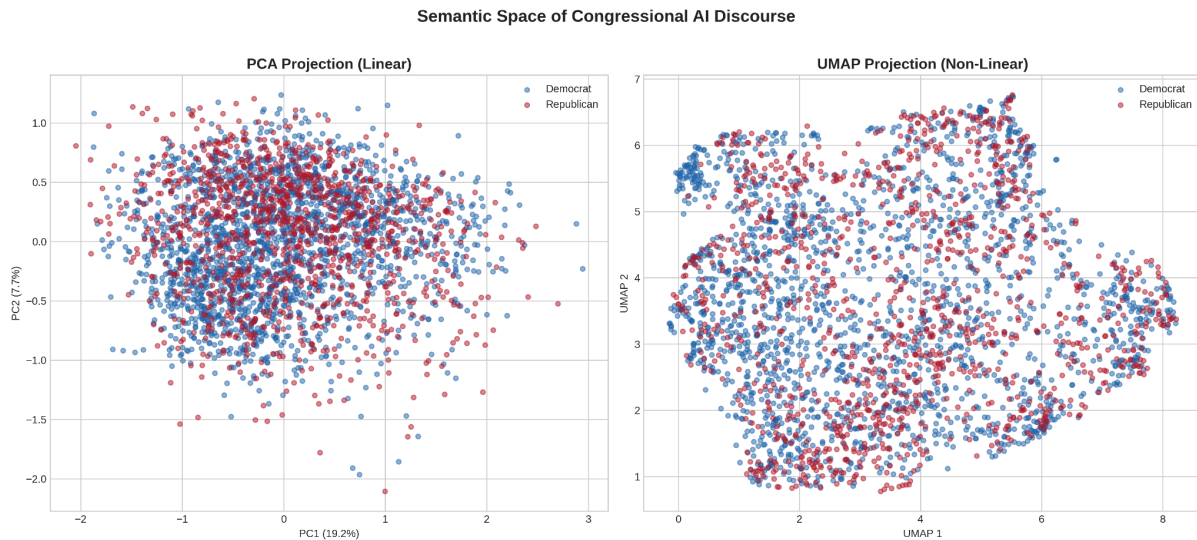 Semantic Space of Congressional AI Discourse
PCA Projection (Linear)
Democrat
Republican
1.0
0.5
0.0
−0.5
−1.0
−1.5
−2.0
PC2 (7.7%)
−2
−1
0
1
2
3
PC1 (19.2%)
UMAP Projection (Non-Linear)
Democrat
Republican
7
6
5
4
3
2
1
UMAP 2
0
2
4
6
8
UMAP 1